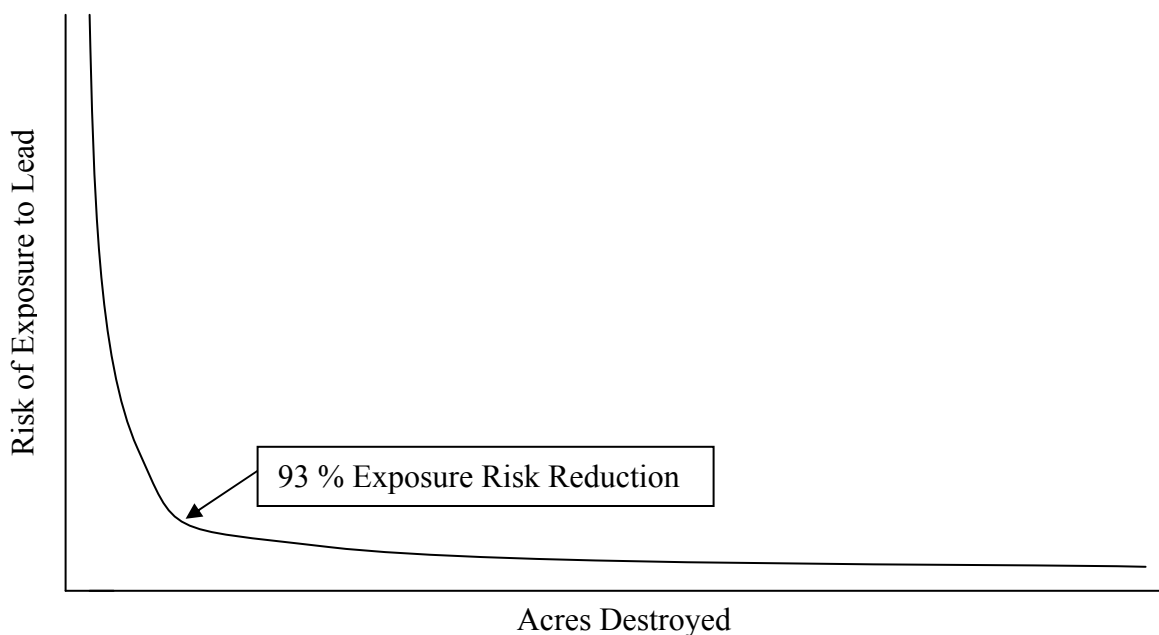 Risk of Exposure to Lead
93 % Exposure Risk Reduction
Acres Destroyed